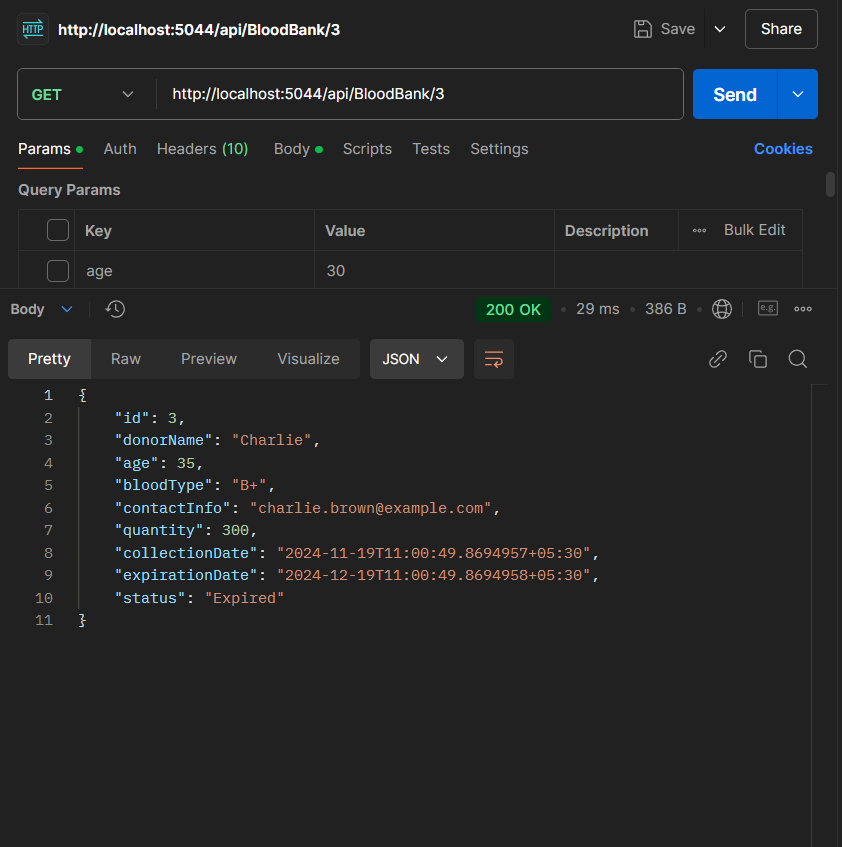 HTTP http://localhost:5044/api/BloodBank/3 Save Share
GET http://localhost:5044/api/BloodBank/3 Send
Params Auth Headers (10) Body Scripts Tests Settings Cookies
Query Params
Key Value Description Bulk Edit
age 30
Body 200 OK 29 ms 386 B e.g.
Pretty Raw Preview Visualize JSON
1 {
2 "id": 3,
3 "donorName": "Charlie",
4 "age": 35,
5 "bloodType": "B+",
6 "contactInfo": "charlie.brown@example.com",
7 "quantity": 300,
8 "collectionDate": "2024-11-19T11:00:49.8694957+05:30",
9 "expirationDate": "2024-12-19T11:00:49.8694958+05:30",
10 "status": "Expired"
11 }